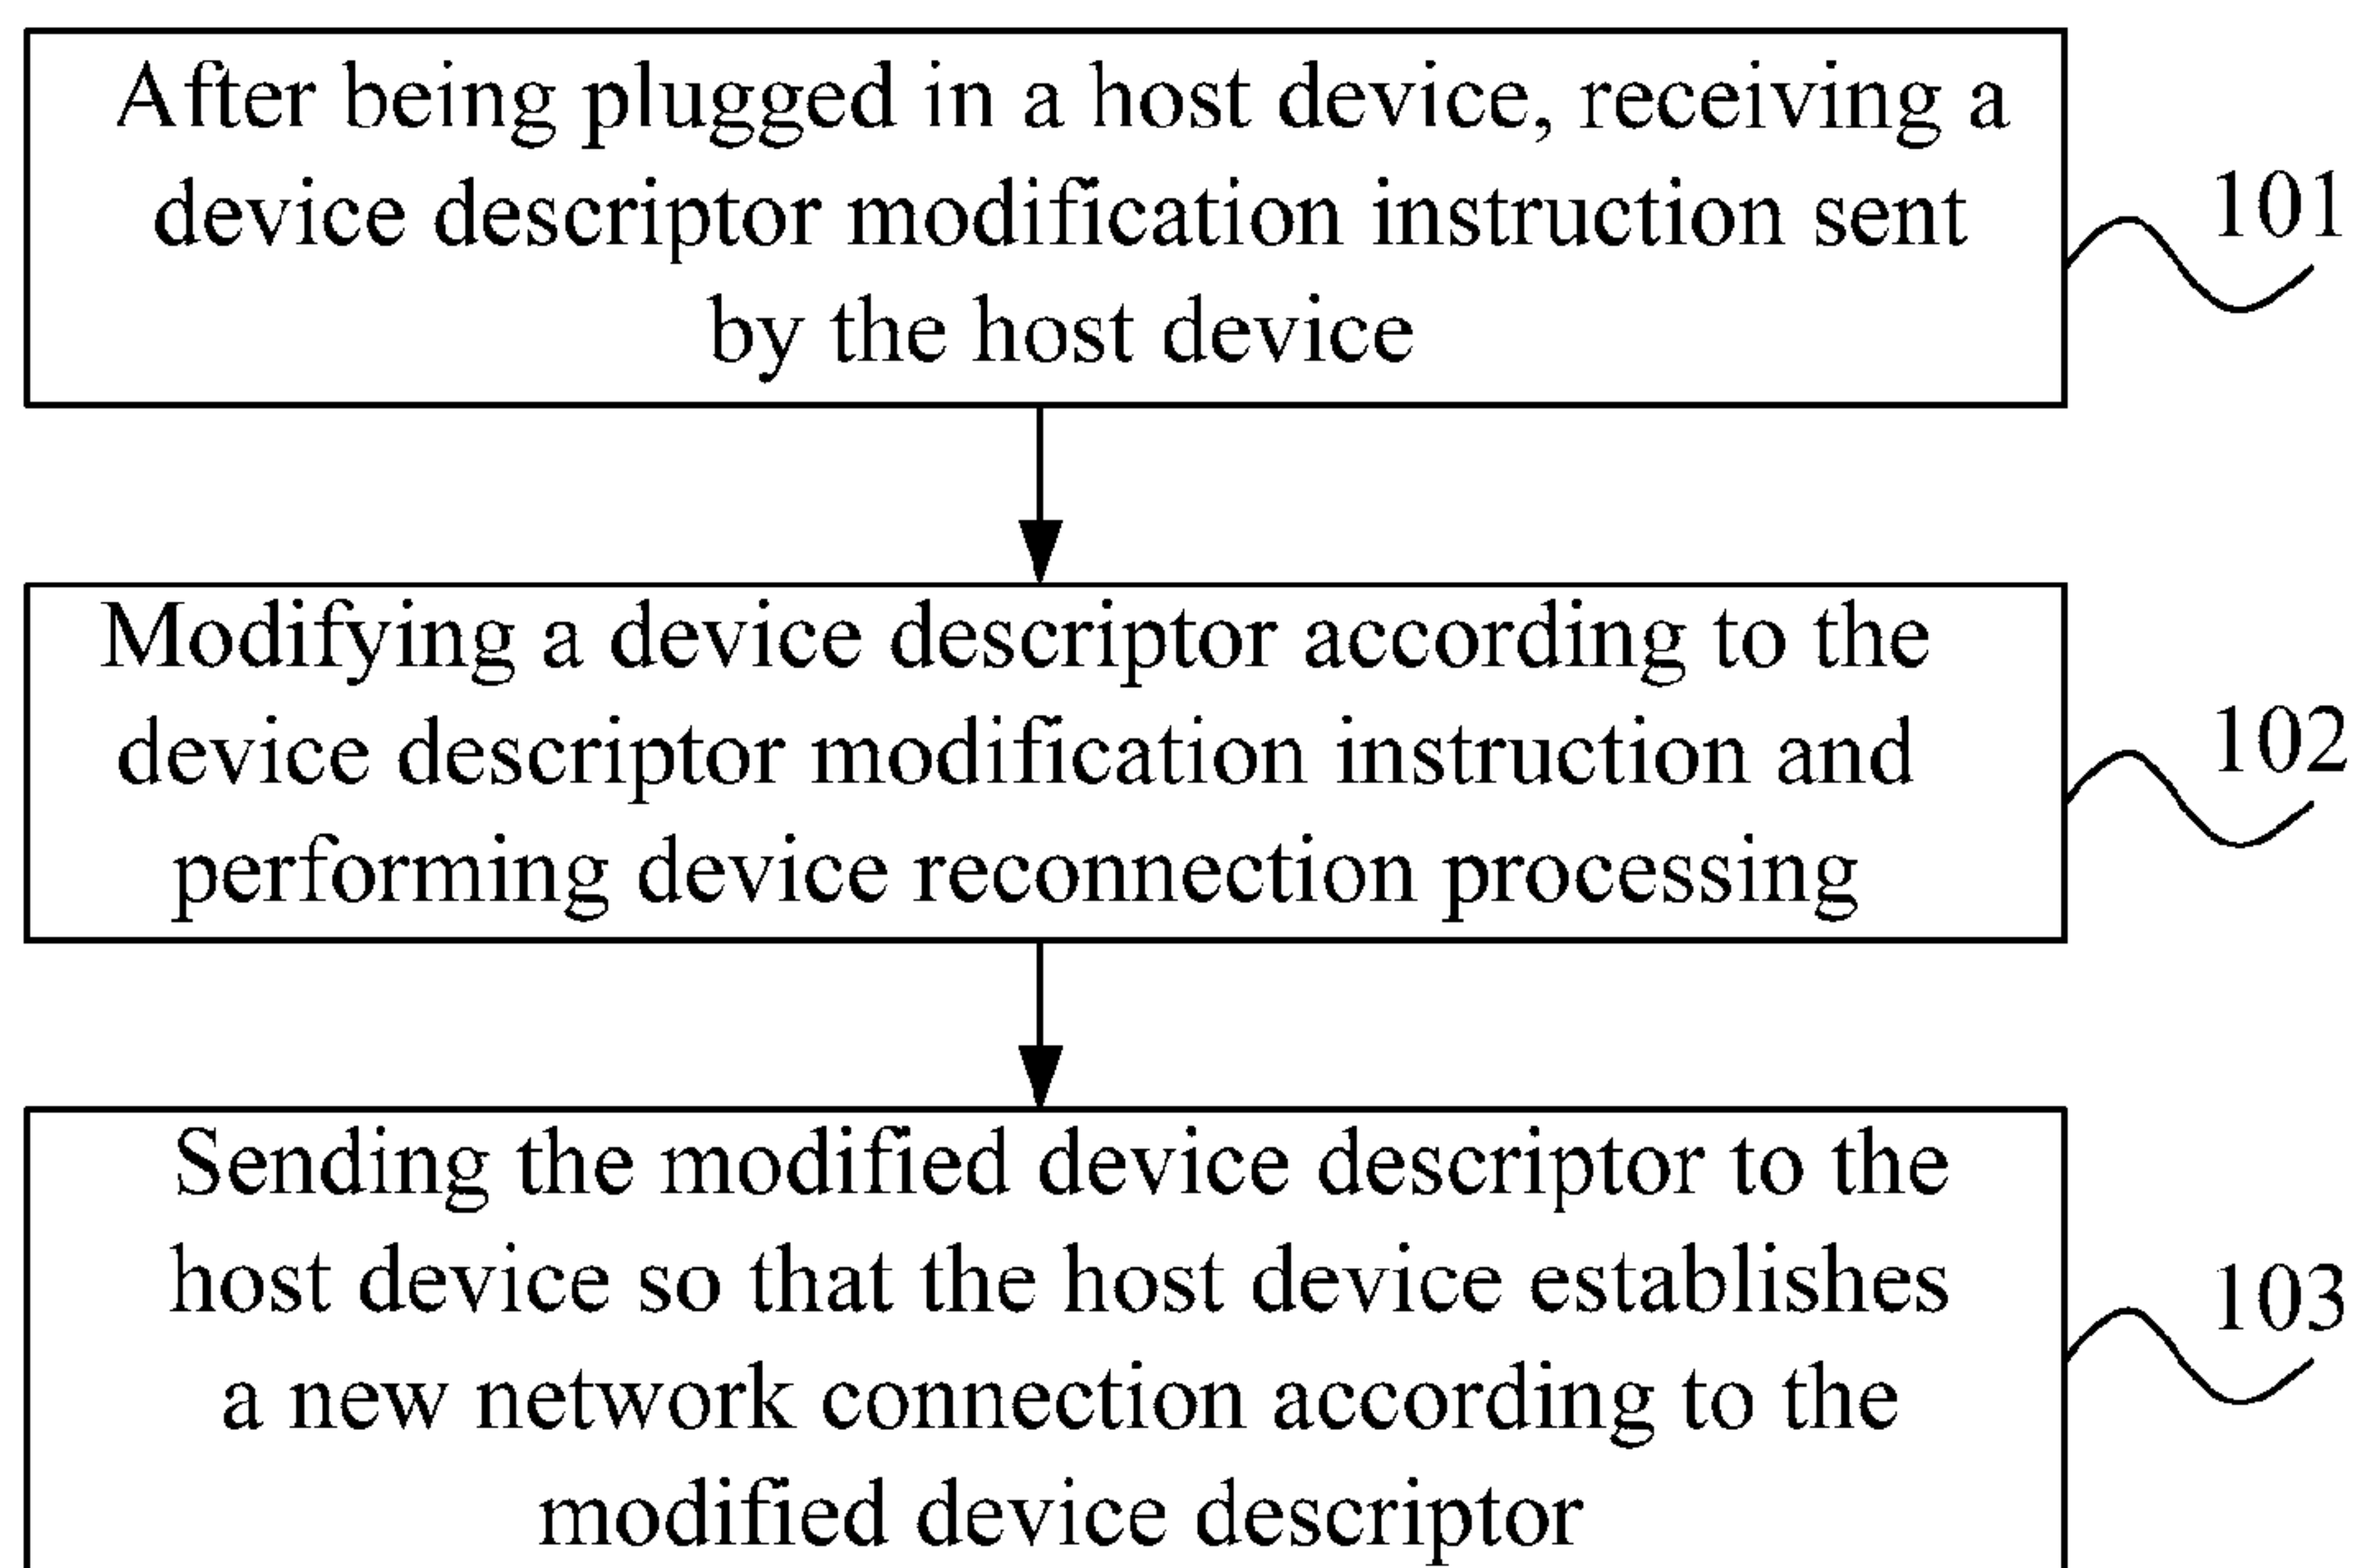 After being plugged in a host device, receiving a
device descriptor modification instruction sent
by the host device
101
Modifying a device descriptor according to the
device descriptor modification instruction and
performing device reconnection processing
102
Sending the modified device descriptor to the
host device so that the host device establishes
a new network connection according to the
modified device descriptor
103